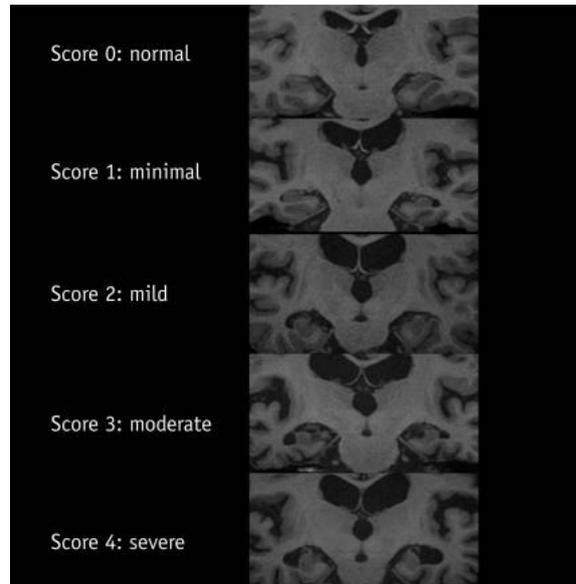 Score 0: normal
Score 1: minimal
Score 2: mild
Score 3: moderate
Score 4: severe